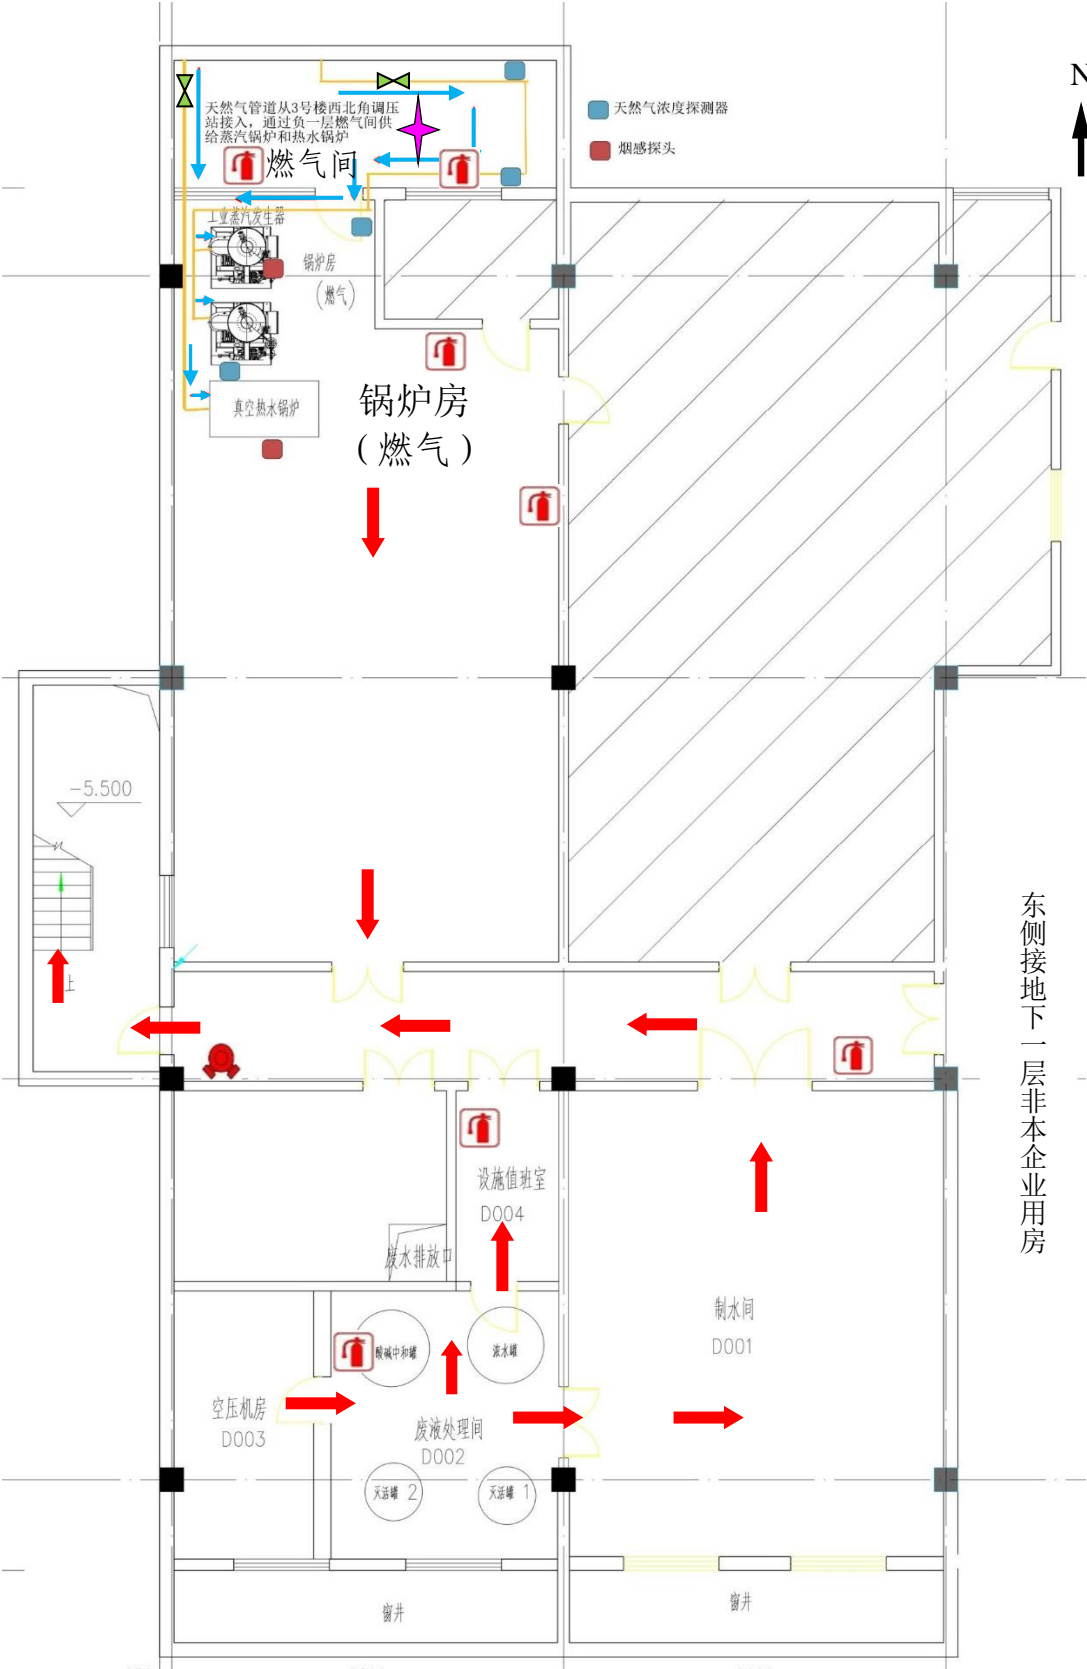 N
天然气管道从3号楼西北角调压
站接入，通过负一层燃气间供
给蒸汽锅炉和热水锅炉
天然气浓度探测器
烟感探头
燃气间
工业蒸汽发生器
锅炉房
(燃气)
真空热水锅炉
锅炉房
(燃气)
-5.500
上
东侧接地下一层非本企业用房
设施值班室
D004
废水排放口
制水间
D001
酸碱中和罐
浓水罐
空压机房
D003
废液处理间
D002
灭活罐 2
灭活罐 1
窗井
窗井